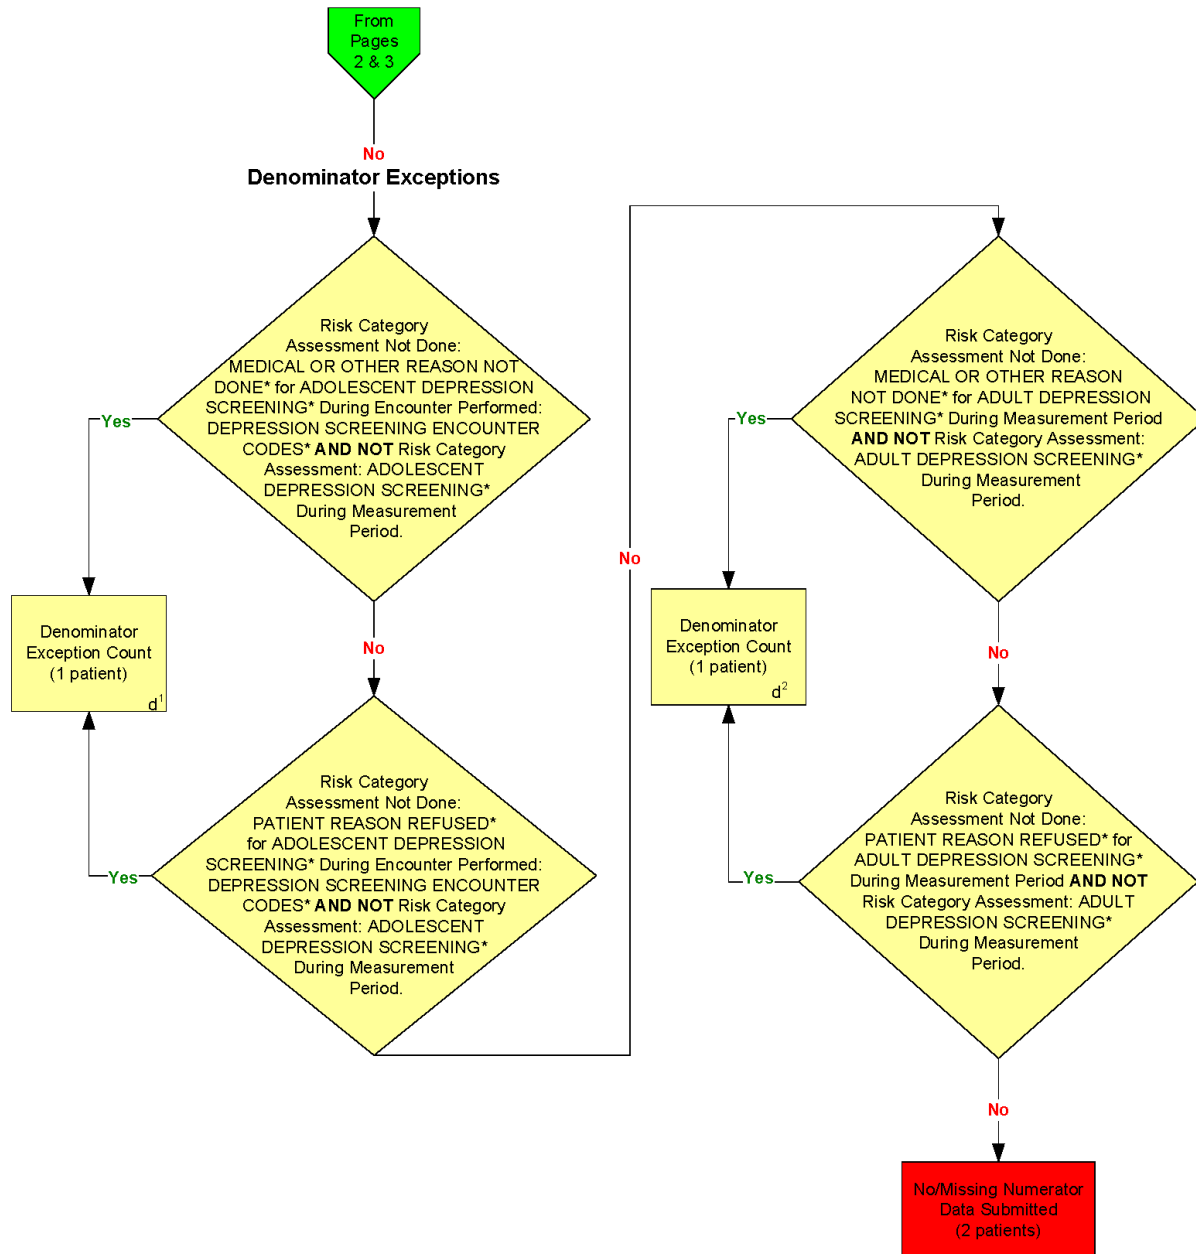 From
Pages
2 & 3
No
Denominator Exceptions
Risk Category
Assessment Not Done:
MEDICAL OR OTHER REASON NOT
DONE* for ADOLESCENT DEPRESSION
SCREENING* During Encounter Performed:
DEPRESSION SCREENING ENCOUNTER
CODES* AND NOT Risk Category
Assessment: ADOLESCENT
DEPRESSION SCREENING*
During Measurement
Period.
Yes
Denominator
Exception Count
(1 patient)
d1
No
Risk Category
Assessment Not Done:
PATIENT REASON REFUSED*
for ADOLESCENT DEPRESSION
SCREENING* During Encounter Performed:
DEPRESSION SCREENING ENCOUNTER
CODES* AND NOT Risk Category
Assessment: ADOLESCENT
DEPRESSION SCREENING*
During Measurement
Period.
Yes
No
Risk Category
Assessment Not Done:
MEDICAL OR OTHER REASON
NOT DONE* for ADULT DEPRESSION
SCREENING* During Measurement Period
AND NOT Risk Category Assessment:
ADULT DEPRESSION SCREENING*
During Measurement
Period.
Yes
Denominator
Exception Count
(1 patient)
d2
No
Risk Category
Assessment Not Done:
PATIENT REASON REFUSED* for
ADULT DEPRESSION SCREENING*
During Measurement Period AND NOT
Risk Category Assessment: ADULT
DEPRESSION SCREENING*
During Measurement
Period.
Yes
No
No/Missing Numerator
Data Submitted
(2 patients)